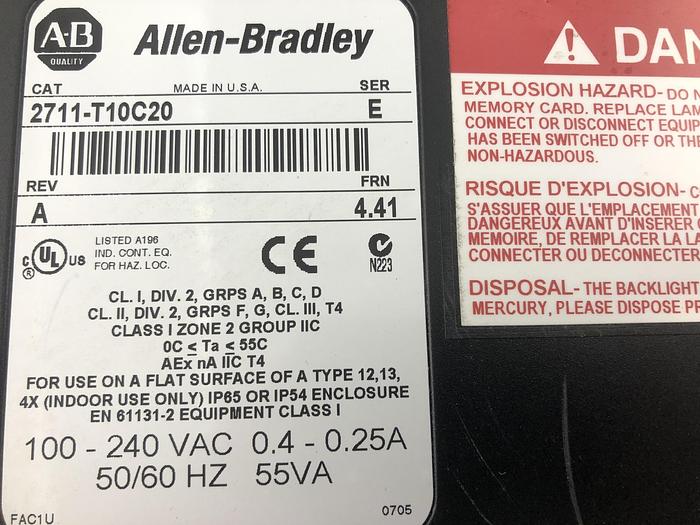 A-B
QUALITY
Allen-Bradley
CAT MADE IN U.S.A. SER
2711-T10C20 E
REV FRN
A 4.41
c UL US ®
LISTED A196
IND. CONT. EQ.
FOR HAZ. LOC.
CE
N223
CL. I, DIV. 2, GRPS A, B, C, D
CL. II, DIV. 2, GRPS F, G, CL. III, T4
CLASS I ZONE 2 GROUP IIC
0C ≤ Ta ≤ 55C
AEx nA IIC T4
FOR USE ON A FLAT SURFACE OF A TYPE 12,13,
4X (INDOOR USE ONLY) IP65 OR IP54 ENCLOSURE
EN 61131-2 EQUIPMENT CLASS I
100 - 240 VAC 0.4 - 0.25A
50/60 HZ 55VA
FAC1U 0705
DAN
EXPLOSION HAZARD- DO
MEMORY CARD. REPLACE LAM
CONNECT OR DISCONNECT EQUIP
HAS BEEN SWITCHED OFF OR THE
NON-HAZARDOUS.
RISQUE D'EXPLOSION-
S'ASSUER QUE L'EMPLACEMENT
DANGEREUX AVANT D'INSERER
MEMOIRE, DE REMPLACER LA
CONNECTER OU DECONNECTER
DISPOSAL- THE BACKLIGHT
MERCURY, PLEASE DISPOSE